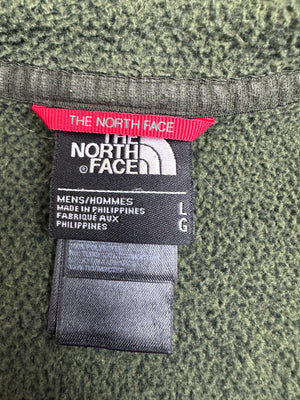 THE NORTH FACE
THE
NORTH
FACE
®
MENS/HOMMES
MADE IN PHILIPPINES
FABRIQUÉ AUX
PHILIPPINES
L
G